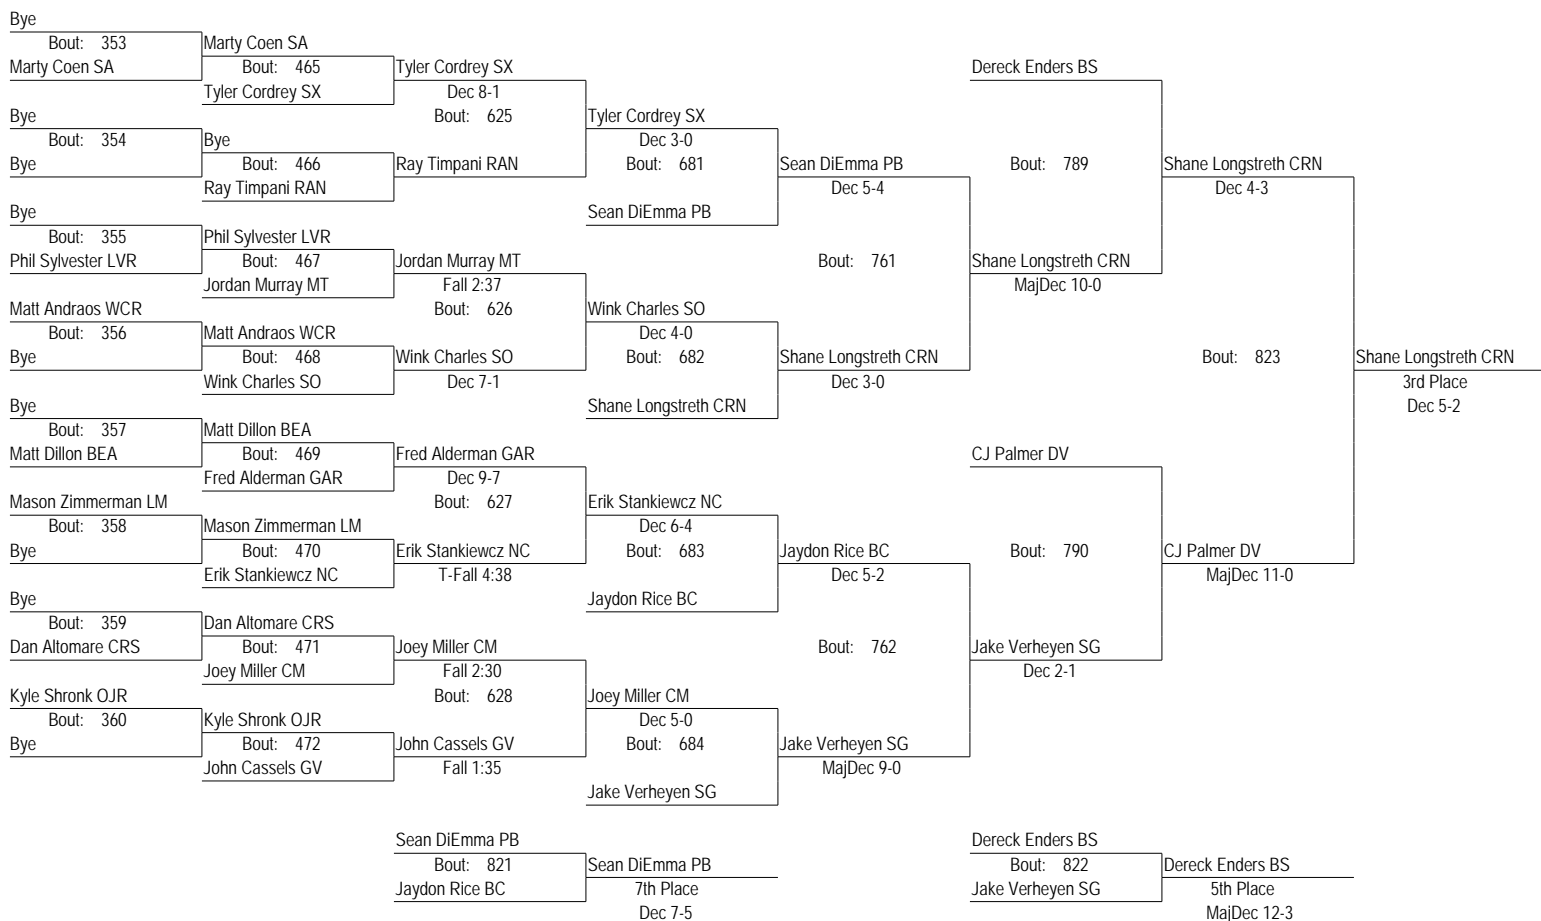 Bye
Bout: 353
Marty Coen SA
Marty Coen SA
Bout: 465
Tyler Cordrey SX
Tyler Cordrey SX
Dec 8-1
Bout: 625
Bye
Bout: 354
Bye
Bye
Bout: 466
Ray Timpani RAN
Ray Timpani RAN
Tyler Cordrey SX
Dec 3-0
Bout: 681
Sean DiEmma PB
Sean DiEmma PB
Dec 5-4
Bout: 761
Bye
Bout: 355
Phil Sylvester LVR
Phil Sylvester LVR
Bout: 467
Jordan Murray MT
Jordan Murray MT
Fall 2:37
Bout: 626
Matt Andraos WCR
Bout: 356
Bye
Matt Andraos WCR
Bout: 468
Wink Charles SO
Wink Charles SO
Dec 7-1
Wink Charles SO
Dec 4-0
Bout: 682
Shane Longstreth CRN
Shane Longstreth CRN
Dec 3-0
Dereck Enders BS
Bout: 789
Shane Longstreth CRN
MajDec 10-0
Shane Longstreth CRN
Dec 4-3
Bout: 823
Shane Longstreth CRN
3rd Place
Dec 5-2
Bye
Bout: 357
Matt Dillon BEA
Matt Dillon BEA
Bout: 469
Fred Alderman GAR
Fred Alderman GAR
Dec 9-7
Bout: 627
Mason Zimmerman LM
Bout: 358
Bye
Mason Zimmerman LM
Bout: 470
Erik Stankiewcz NC
Erik Stankiewcz NC
T-Fall 4:38
Erik Stankiewcz NC
Dec 6-4
Bout: 683
Jaydon Rice BC
Jaydon Rice BC
Dec 5-2
Bout: 762
Bye
Bout: 359
Dan Altomare CRS
Dan Altomare CRS
Bout: 471
Joey Miller CM
Joey Miller CM
Fall 2:30
Bout: 628
Kyle Shronk OJR
Bout: 360
Bye
Kyle Shronk OJR
Bout: 472
John Cassels GV
John Cassels GV
Fall 1:35
Joey Miller CM
Dec 5-0
Bout: 684
Jake Verheyen SG
Jake Verheyen SG
MajDec 9-0
CJ Palmer DV
Bout: 790
Jake Verheyen SG
Dec 2-1
CJ Palmer DV
MajDec 11-0
Sean DiEmma PB
Bout: 821
Jaydon Rice BC
Sean DiEmma PB
7th Place
Dec 7-5
Dereck Enders BS
Bout: 822
Jake Verheyen SG
Dereck Enders BS
5th Place
MajDec 12-3